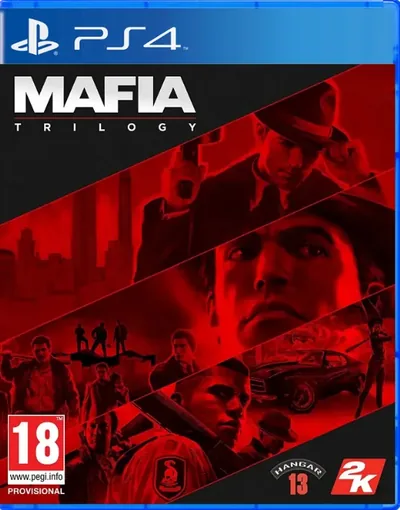 PS4
MAFIA
TRILOGY
18
www.pegi.info
PROVISIONAL
HANGAR
13
2K